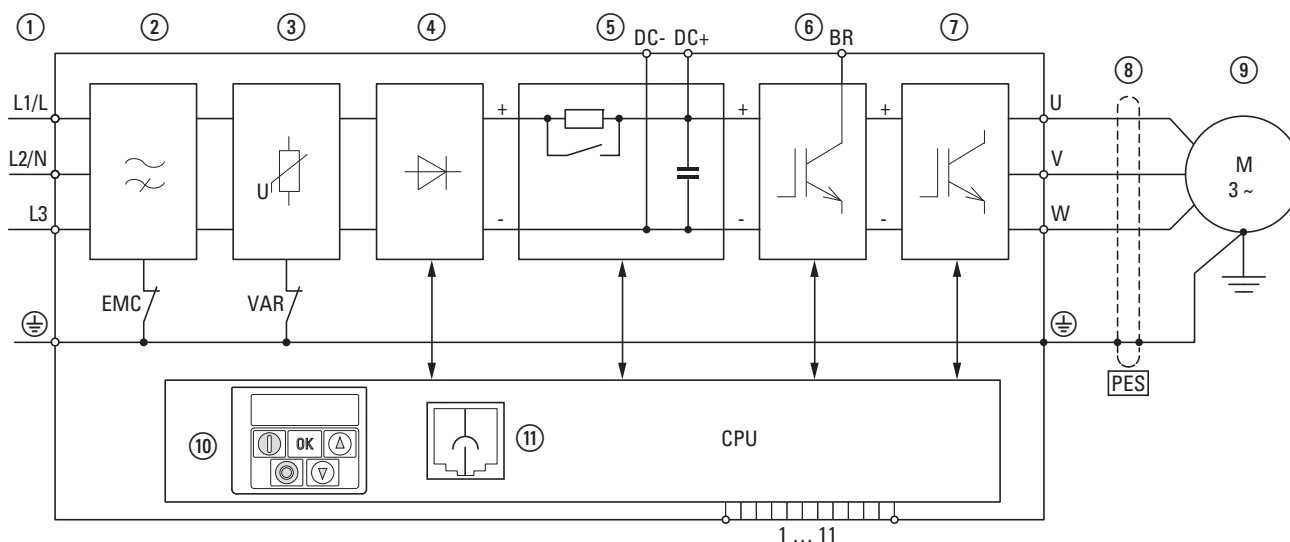 ① ② ③ ④ ⑤ ⑥ ⑦ ⑧ ⑨
DC- DC+ BR
L1/L + + + U
L2/N U V M 3 ~
L3 - - - W
EMC VAR
PES
⑩ OK ⑪ CPU
1 ... 11